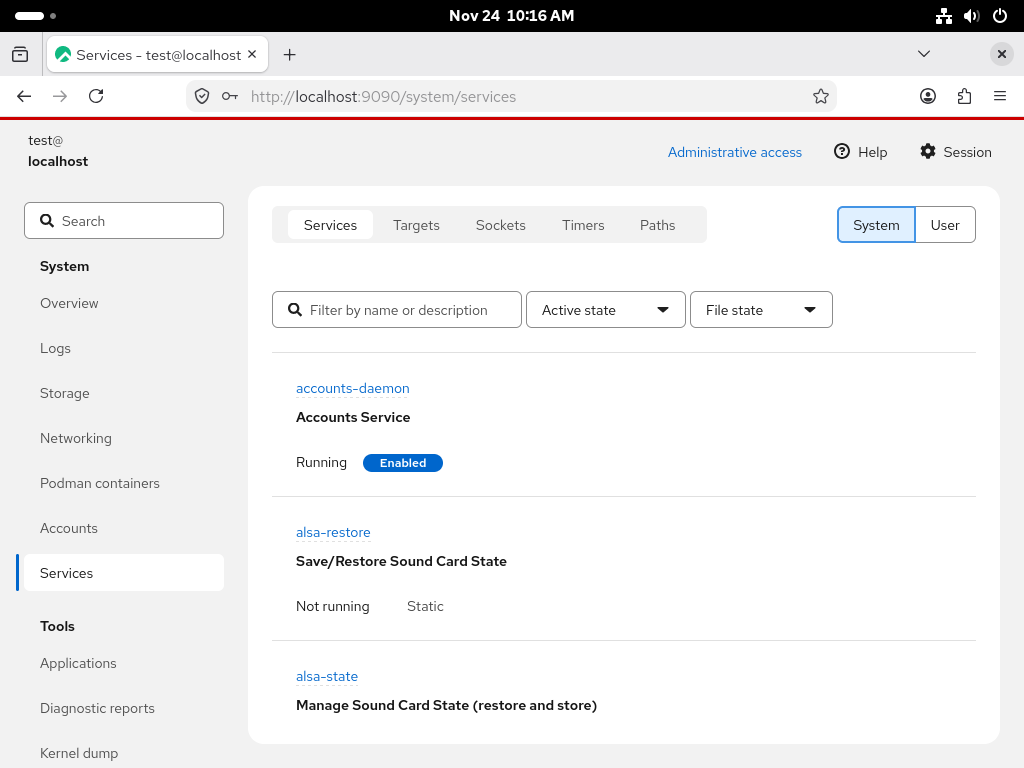 Nov 24 10:16 AM
Services - test@localhost
http://localhost:9090/system/services
test@
localhost
Administrative access
Help
Session
Search
System
Overview
Logs
Storage
Networking
Podman containers
Accounts
Services
Tools
Applications
Diagnostic reports
Kernel dump
Services Targets Sockets Timers Paths
System User
Filter by name or description
Active state
File state
accounts-daemon
Accounts Service
Running Enabled
alsa-restore
Save/Restore Sound Card State
Not running Static
alsa-state
Manage Sound Card State (restore and store)